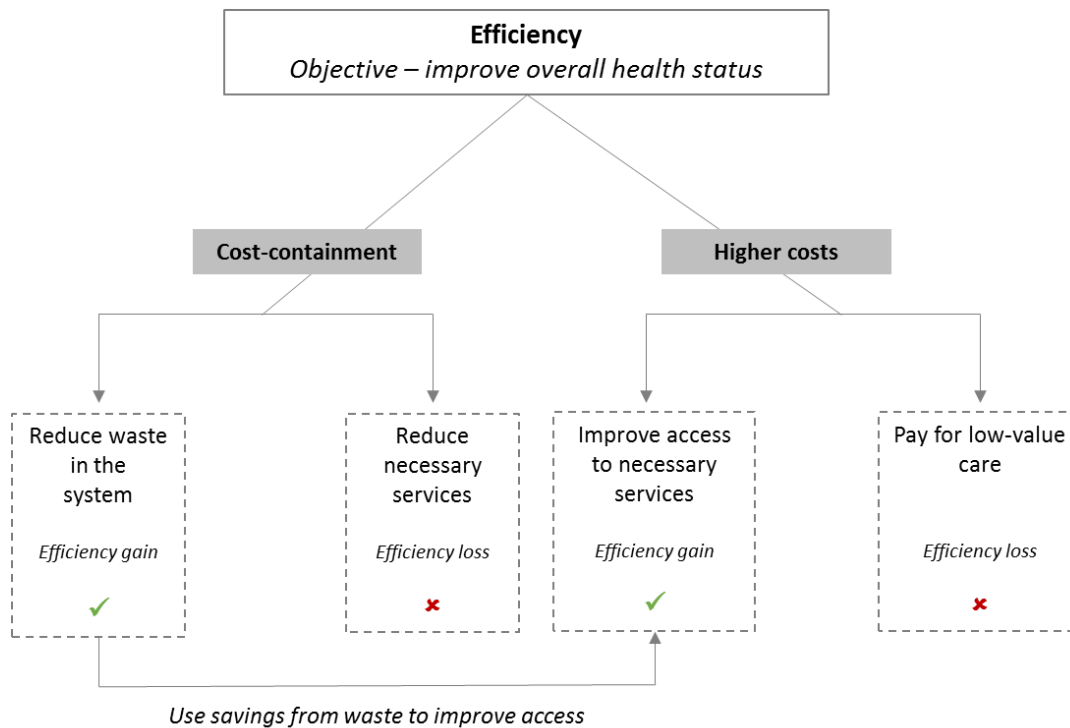 Efficiency
Objective – improve overall health status
Cost-containment
Higher costs
Reduce waste
in the
system
Efficiency gain
Reduce
necessary
services
Efficiency loss
Improve access
to necessary
services
Efficiency gain
Pay for low-value
care
Efficiency loss
Use savings from waste to improve access